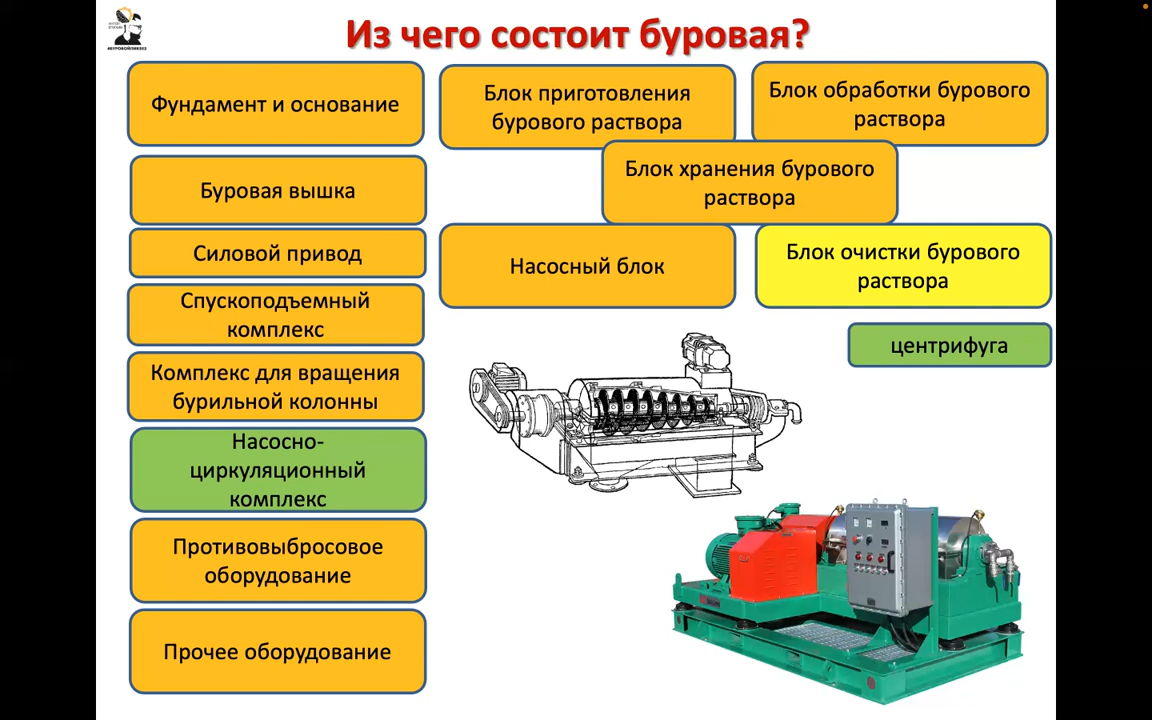 Из чего состоит буровая?
Фундамент и основание
Буровая вышка
Силовой привод
Спускоподъемный
комплекс
Комплекс для вращения
бурильной колонны
Насосно-
циркуляционный
комплекс
Противовыбросовое
оборудование
Прочее оборудование
Блок приготовления
бурового раствора
Блок обработки бурового
раствора
Блок хранения бурового
раствора
Насосный блок
Блок очистки бурового
раствора
центрифуга